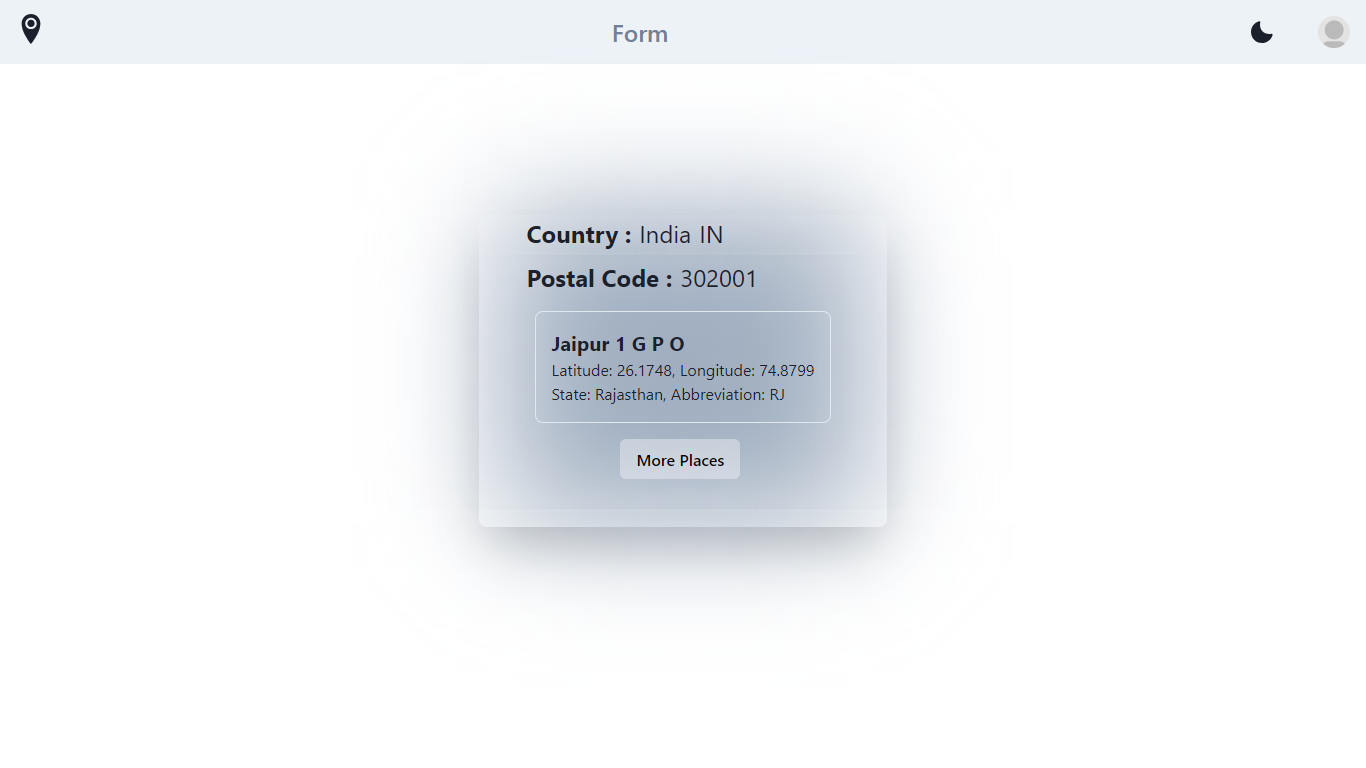 Form
Country : India IN
Postal Code : 302001
Jaipur 1 G P O
Latitude: 26.1748, Longitude: 74.8799
State: Rajasthan, Abbreviation: RJ
More Places